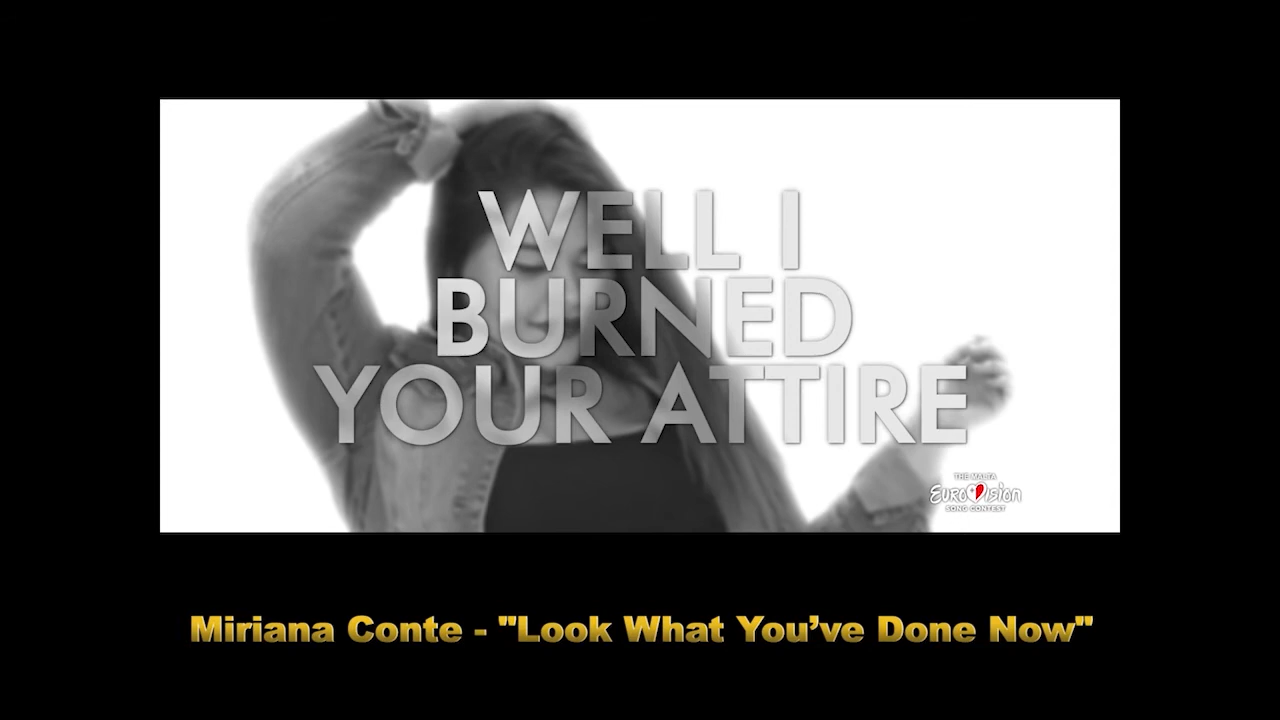 WELL I
BURNED
YOUR ATTIRE
THE MALTA
EUROVISION
SONG CONTEST
Miriana Conte - "Look What You’ve Done Now"